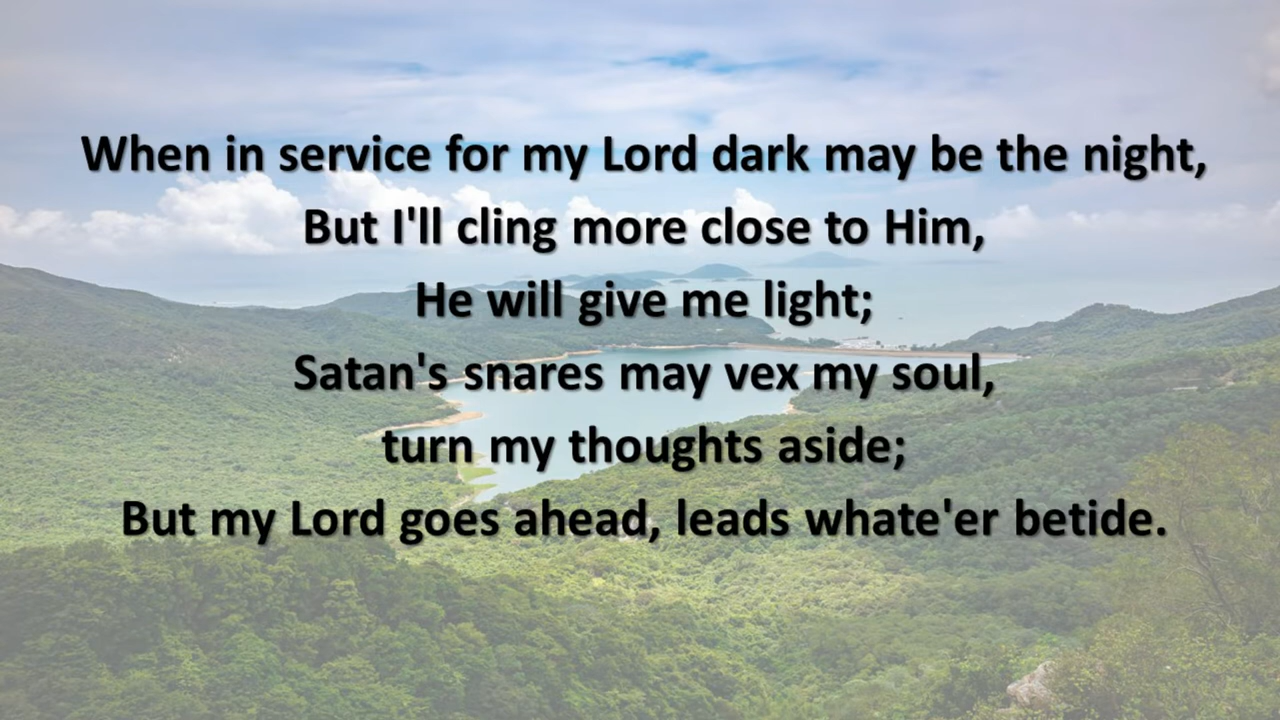 When in service for my Lord dark may be the night,
But I'll cling more close to Him,
He will give me light;
Satan's snares may vex my soul,
turn my thoughts aside;
But my Lord goes ahead, leads whate'er betide.